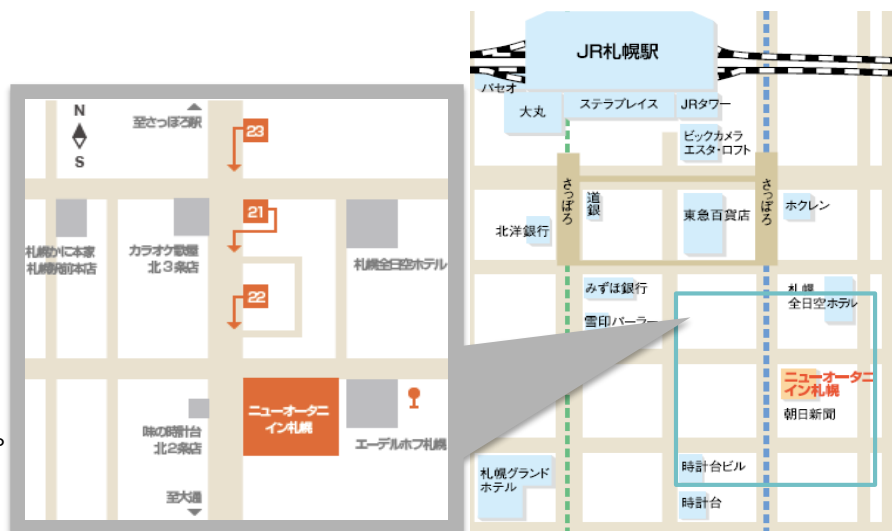 N
S
至さっぽろ駅
23
21
22
札幌かに本家
札幌駅前本店
カラオケ歌屋
北3条店
札幌全日空ホテル
味の時計台
北2条店
ニューオータニ
イン札幌
エーデルホフ札幌
至大通
。
JR札幌駅
パセオ
大丸
ステラプレイス
JRタワー
ビックカメラ
エスタ・ロフト
さっぽろ
道銀
北洋銀行
東急百貨店
さっぽろ
ホクレン
みずほ銀行
雪印パーラー
札幌
全日空ホテル
ニューオータニ
イン札幌
朝日新聞
札幌グランド
ホテル
時計台ビル
時計台